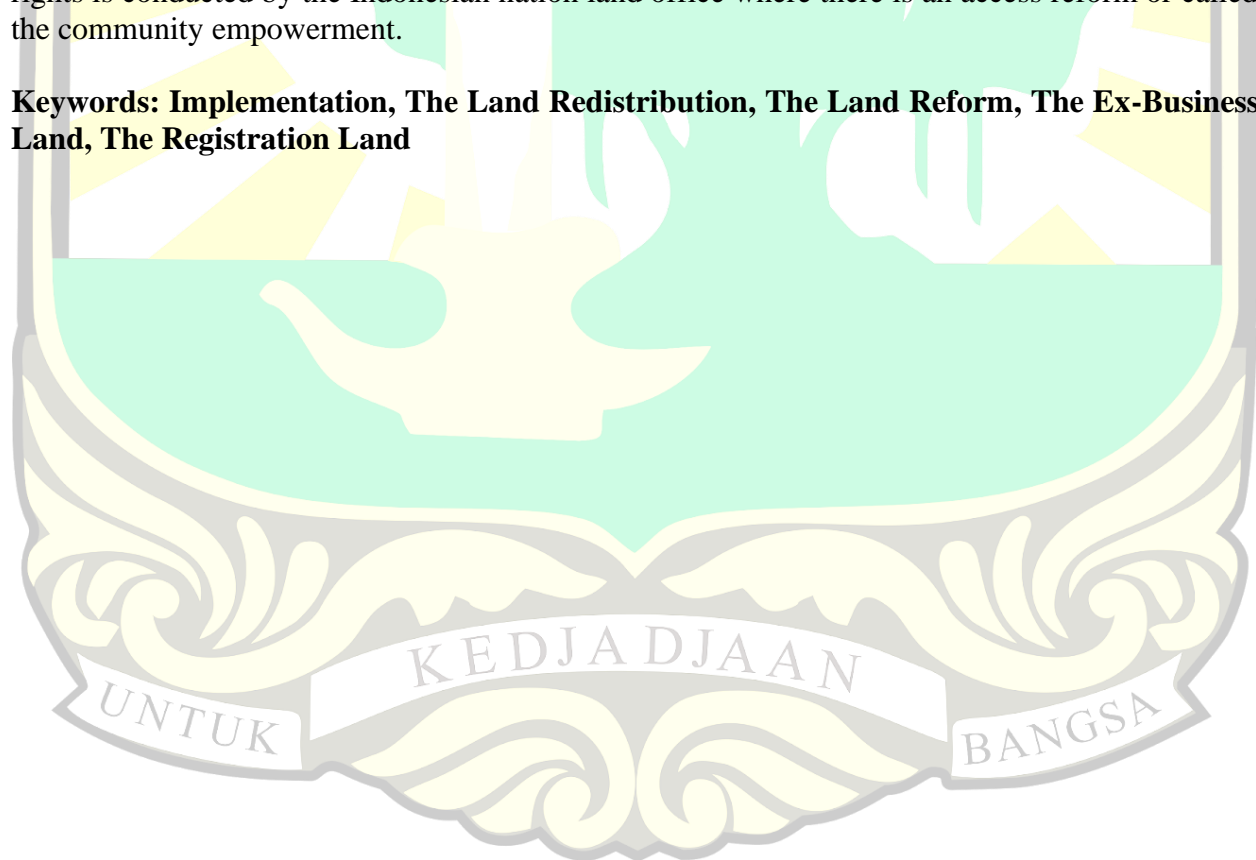 rights is conducted by the Indonesian nation land office where there is an access reform or called
the community empowerment.
Keywords: Implementation, The Land Redistribution, The Land Reform, The Ex-Business
Land, The Registration Land
UNTUK
KEDJADJAAN
BANGSA